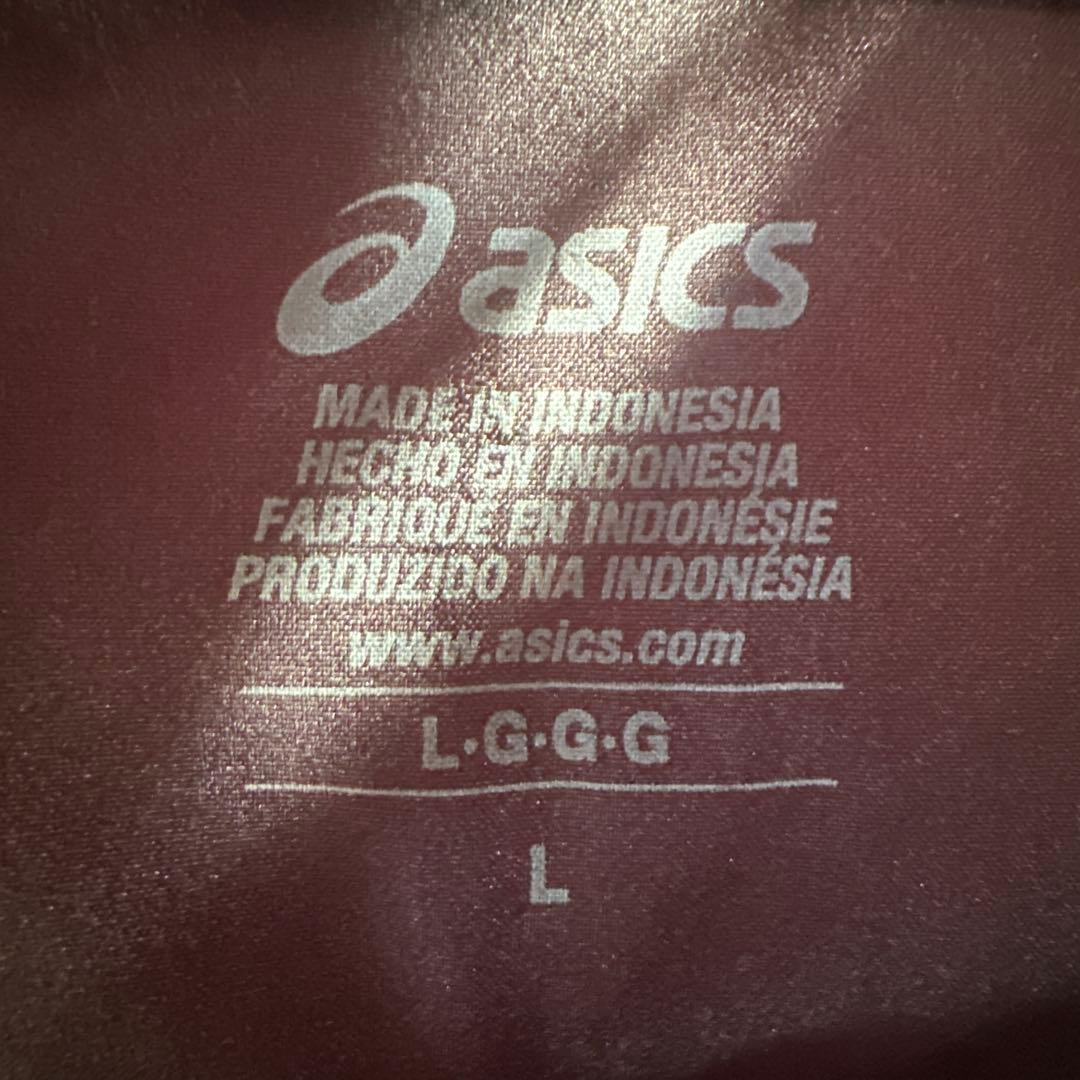 asics
MADE IN INDONESIA
HECHO EN INDONESIA
FABRIQUÉ EN INDONÉSIE
PRODUZIDO NA INDONÉSIA
www.asics.com
L·G·G·G
L